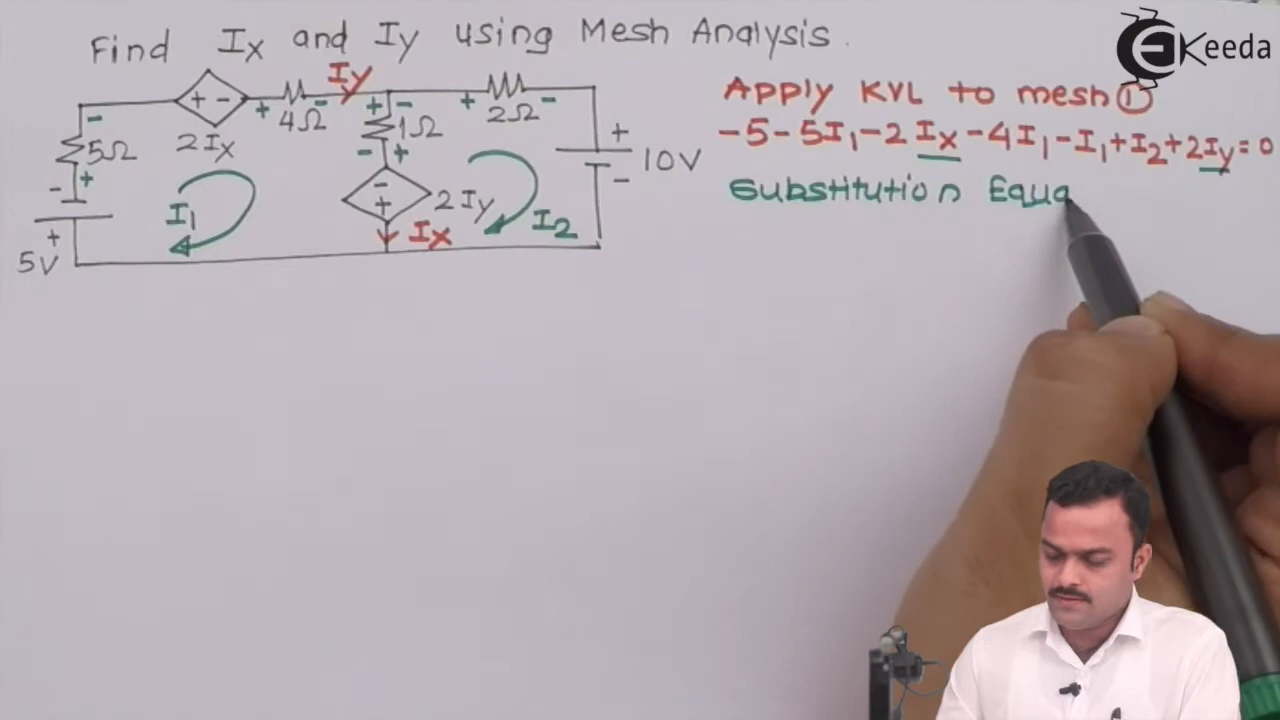 Find Ix and Iy using Mesh Analysis.
EKeeda
Iy
+ -
+ -
4Ω
2Ix
+ -
1Ω
+ -
2Ω
5Ω
- +
- +
5V
I1
- +
- +
2Iy
Ix
I2
+
10V
-
Apply KVL to mesh ①
-5-5I1-2Ix-4I1-I1+I2+2Iy=0
Substitution Equa